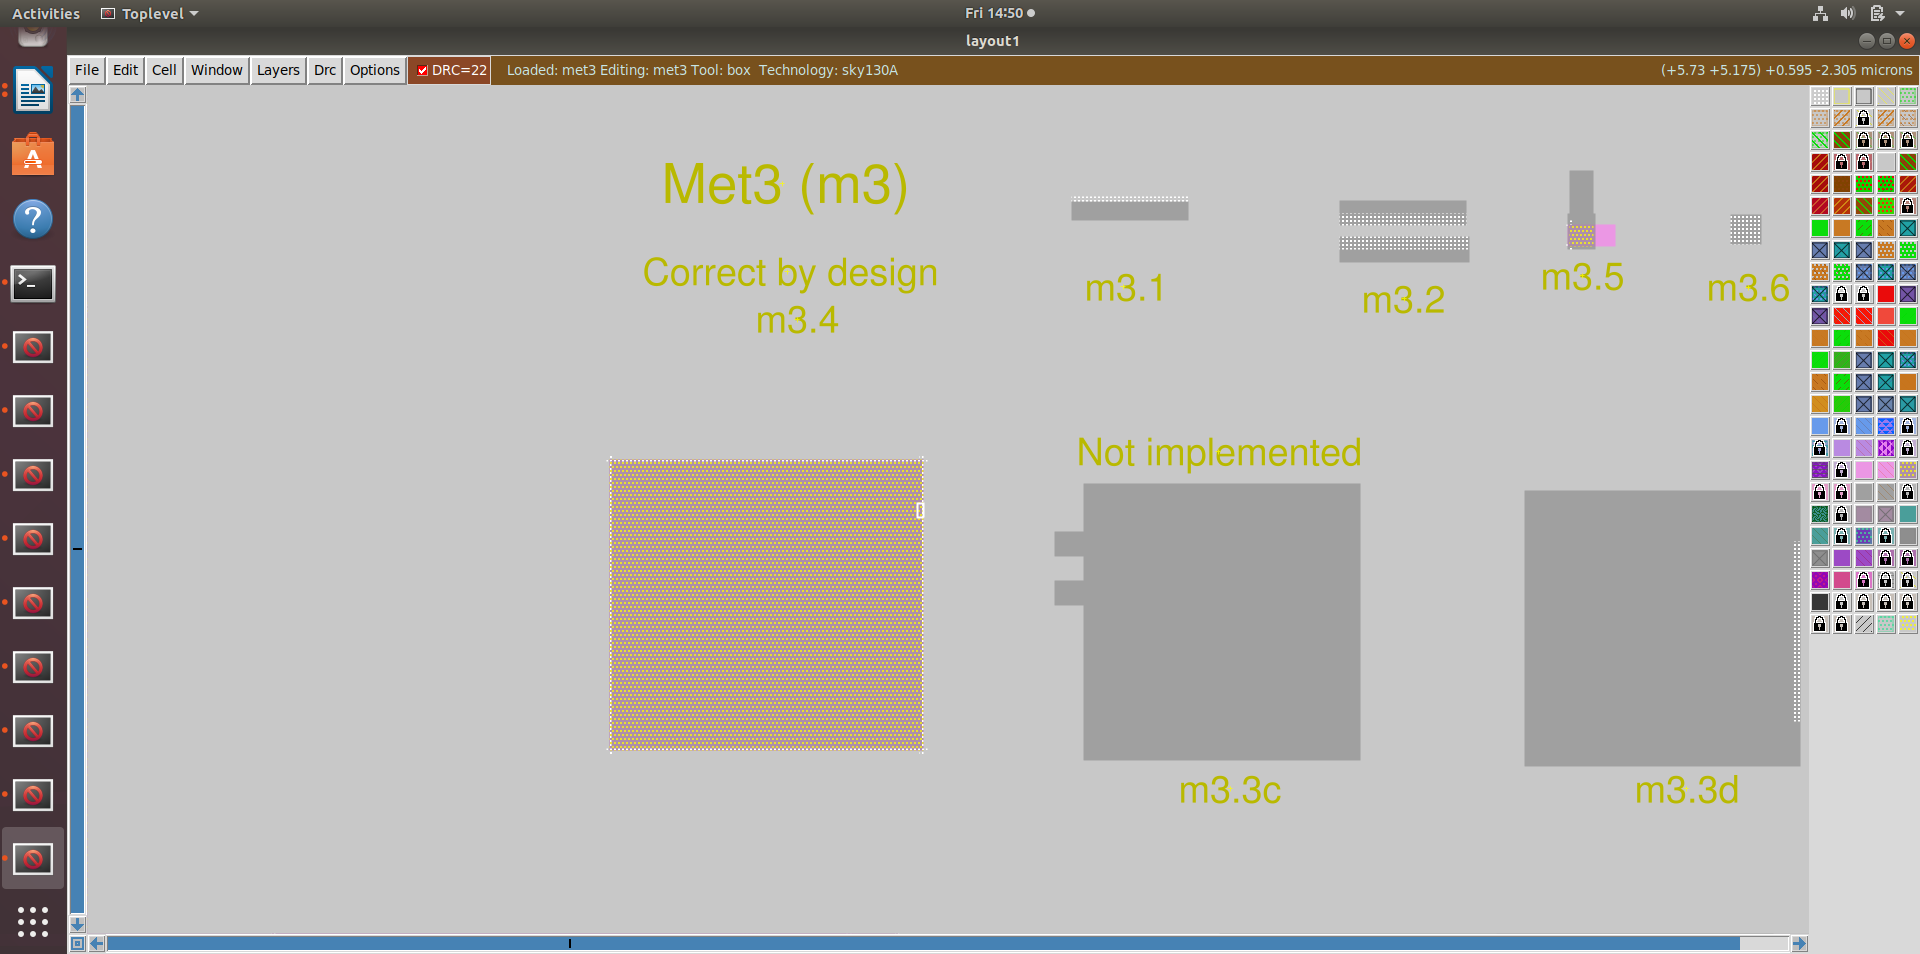 Activities Toplevel Fri 14:50
layout1
File Edit Cell Window Layers Drc Options DRC=22 Loaded: met3 Editing: met3 Tool: box Technology: sky130A (+5.73 +5.175) +0.595 -2.305 microns
Met3 (m3)
Correct by design
m3.4
m3.1
m3.2
m3.5
m3.6
Not implemented
m3.3c
m3.3d